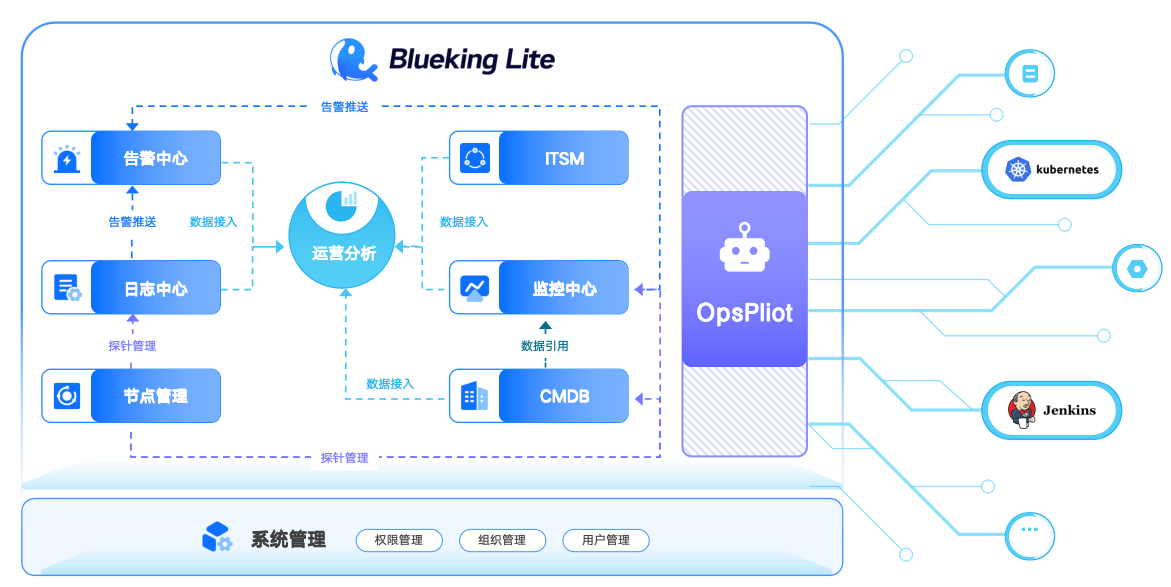 Blueking Lite
告警推送
告警中心
ITSM
告警推送
数据接入
运营分析
数据接入
日志中心
监控中心
探针管理
数据引用
节点管理
数据接入
CMDB
探针管理
OpsPliot
kubernetes
Jenkins
系统管理
权限管理
组织管理
用户管理